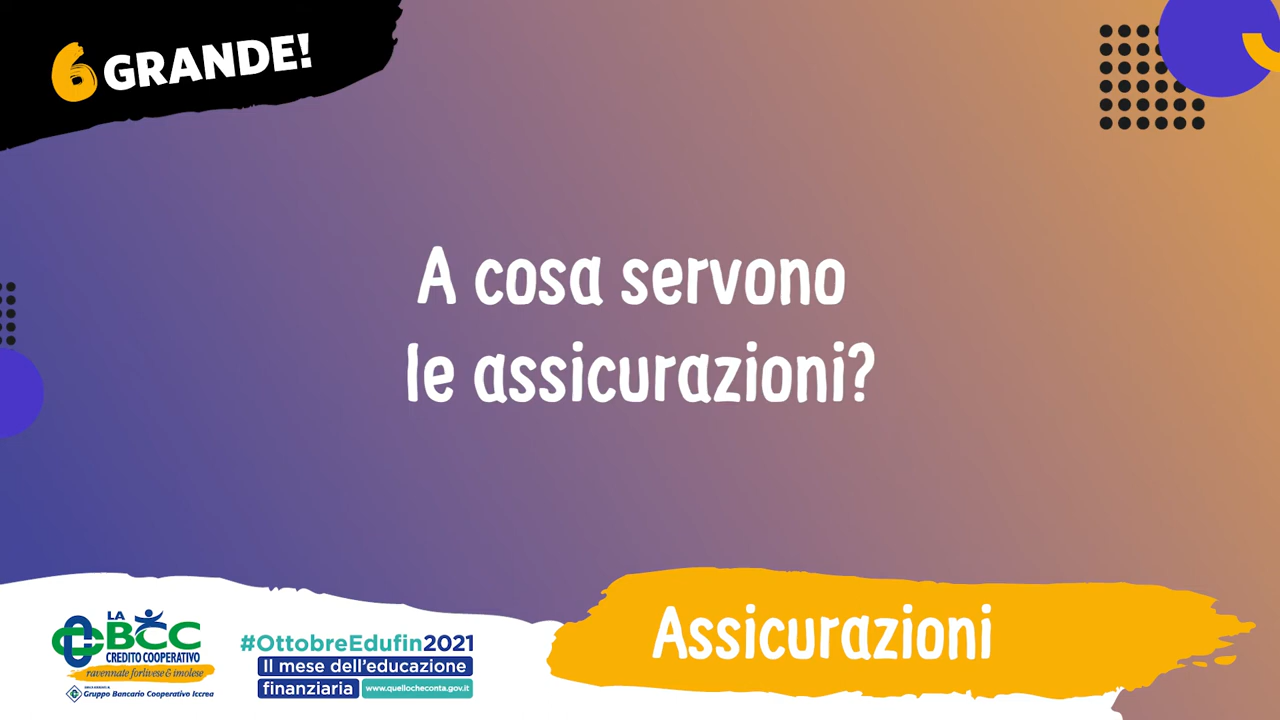 6 GRANDE!
A cosa servono
le assicurazioni?
Assicurazioni
LA
BCC
CREDITO COOPERATIVO
ravennate forlivese & imolese
Gruppo Bancario Cooperativo Iccrea
#OttobreEdufin2021
Il mese dell'educazione
finanziaria
www.quellocheconta.gov.it